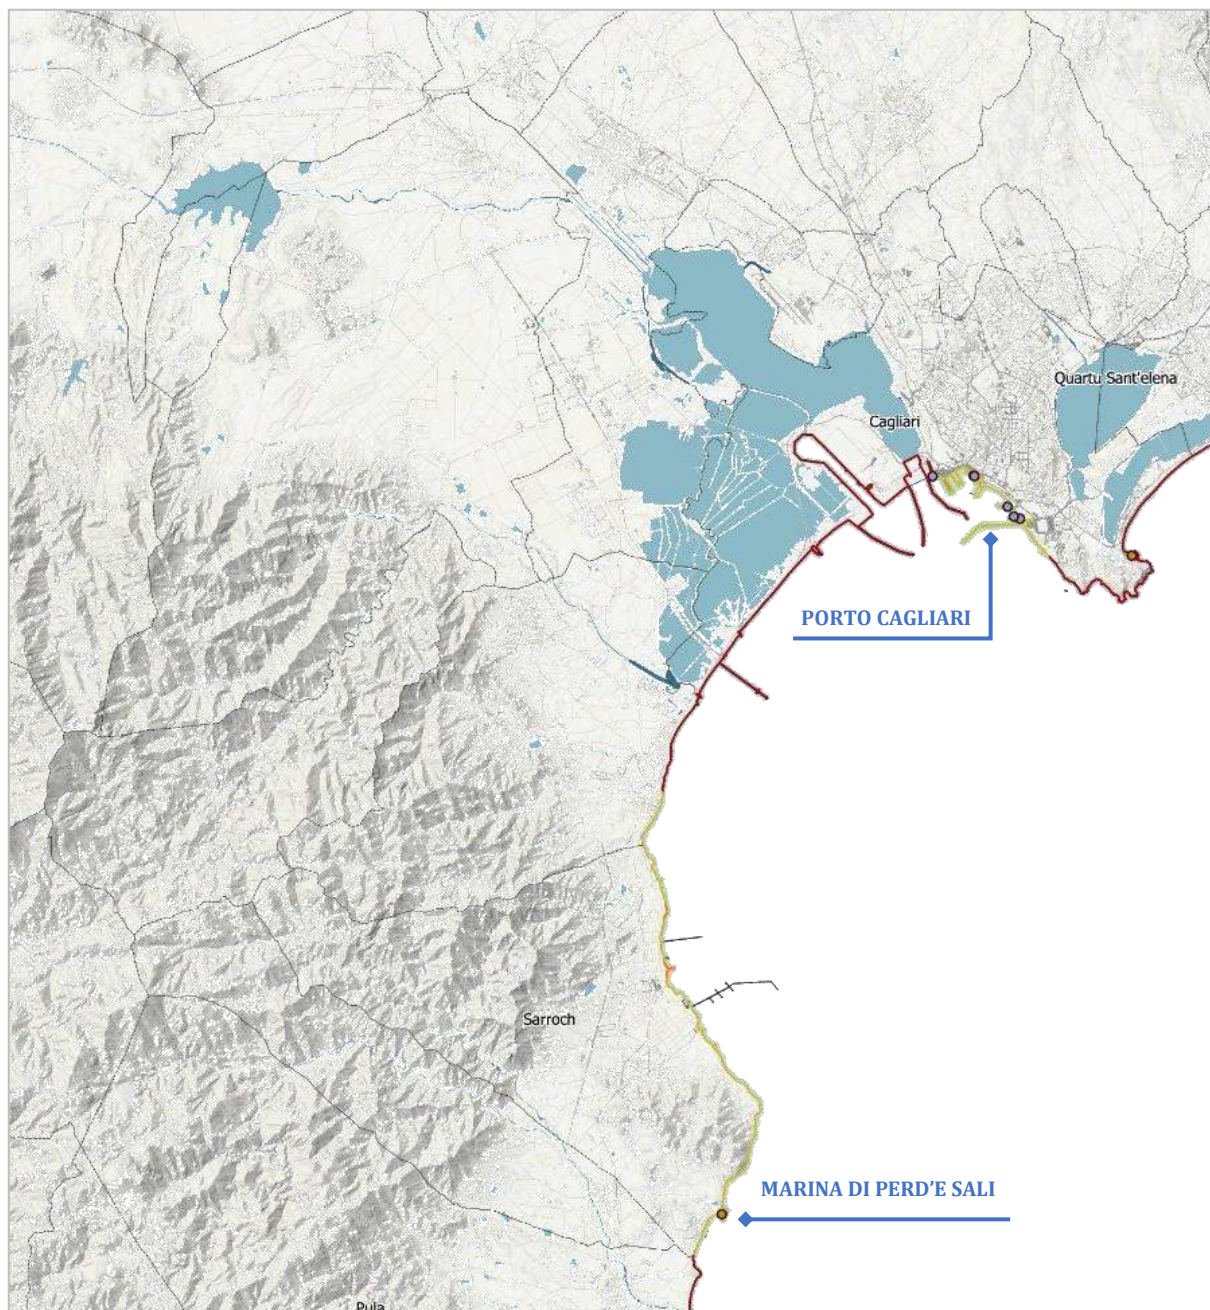 Quartu Sant'elena
Cagliari
PORTO CAGLIARI
Sarroch
MARINA DI PERD’E SALI
Pula